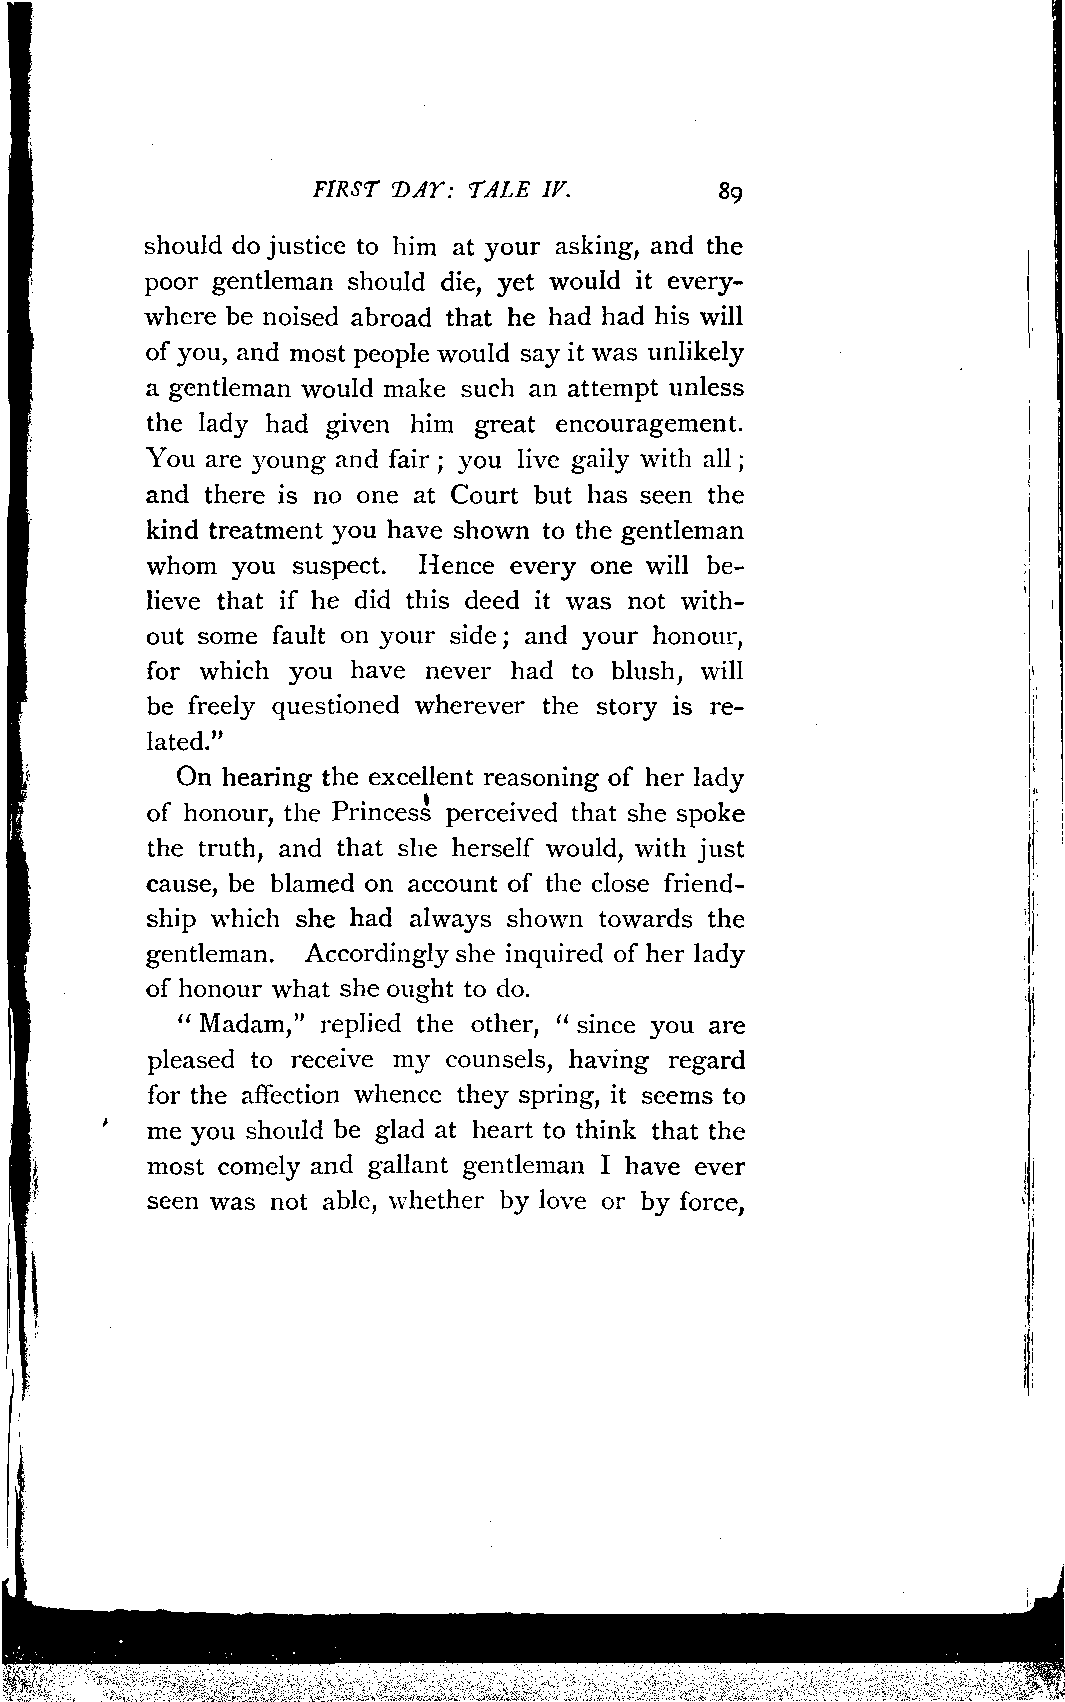 FIRST DAY: TALE IV. 89
should do justice to him at your asking, and the
poor gentleman should die, yet would it every-
where be noised abroad that he had had his will
of you, and most people would say it was unlikely
a gentleman would make such an attempt unless
the lady had given him great encouragement.
You are young and fair ; you live gaily with all ;
and there is no one at Court but has seen the
kind treatment you have shown to the gentleman
whom you suspect. Hence every one will be-
lieve that if he did this deed it was not with-
out some fault on your side ; and your honour,
for which you have never had to blush, will
be freely questioned wherever the story is re-
lated."
On hearing the excellent reasoning of her lady
of honour, the Princess perceived that she spoke
the truth, and that she herself would, with just
cause, be blamed on account of the close friend-
ship which she had always shown towards the
gentleman. Accordingly she inquired of her lady
of honour what she ought to do.
" Madam," replied the other, " since you are
pleased to receive my counsels, having regard
for the affection whence they spring, it seems to
me you should be glad at heart to think that the
most comely and gallant gentleman I have ever
seen was not able, whether by love or by force,